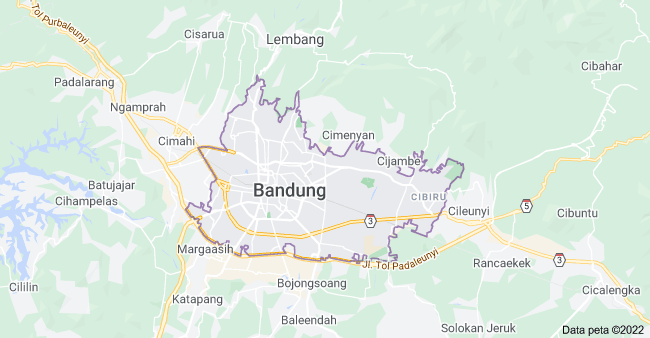 Jl. Tol Purbaleunyi
Cisarua
Lembang
Cibahar
Padalarang
Ngamprah
Cimahi
Cimenyan
Cijambe
Batujajar
Cihampelas
Bandung
CIBIRU
5
Cileunyi
Cibuntu
3
Margaasih
Jl. Tol Padaleunyi
Rancaekek
3
Cililin
Bojongsoang
Cicalengka
Katapang
Baleendah
Solokan Jeruk
Data peta ©2022